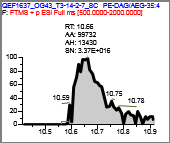 QEF1637_OG43_T3-14-2-7_SC PE-DAG/AEG-35:4
F: FTMS + p ESI Full ms [500.0000-2000.0000]
RT: 10.66
AA: 99732
AH: 13430
SN: 3.37E+016
100
80
60
40
20
0
10.59
10.75
10.78
10.5 10.6 10.7 10.8 10.9